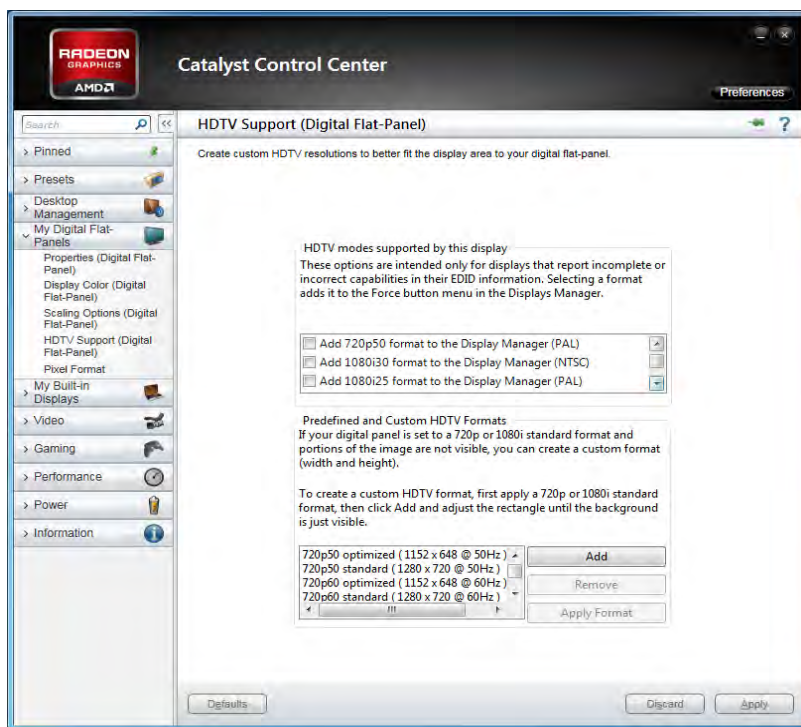 RADEON
GRAPHICS
AMD
Catalyst Control Center
Preferences
Search
HDTV Support (Digital Flat-Panel)
Create custom HDTV resolutions to better fit the display area to your digital flat-panel.
Pinned
Presets
Desktop
Management
My Digital Flat-
Panels
Properties (Digital Flat-
Panel)
Display Color (Digital
Flat-Panel)
Scaling Options (Digital
Flat-Panel)
HDTV Support (Digital
Flat-Panel)
Pixel Format
My Built-in
Displays
Video
Gaming
Performance
Power
Information
HDTV modes supported by this display
These options are intended only for displays that report incomplete or
incorrect capabilities in their EDID information. Selecting a format
adds it to the Force button menu in the Displays Manager.
Add 720p50 format to the Display Manager (PAL)
Add 1080i30 format to the Display Manager (NTSC)
Add 1080i25 format to the Display Manager (PAL)
Predefined and Custom HDTV Formats
If your digital panel is set to a 720p or 1080i standard format and
portions of the image are not visible, you can create a custom format
(width and height).
To create a custom HDTV format, first apply a 720p or 1080i standard
format, then click Add and adjust the rectangle until the background
is just visible.
720p50 optimized ( 1152 x 648 @ 50Hz )
720p50 standard ( 1280 x 720 @ 50Hz )
720p60 optimized ( 1152 x 648 @ 60Hz )
720p60 standard ( 1280 x 720 @ 60Hz )
Add
Remove
Apply Format
Defaults
Discard
Apply